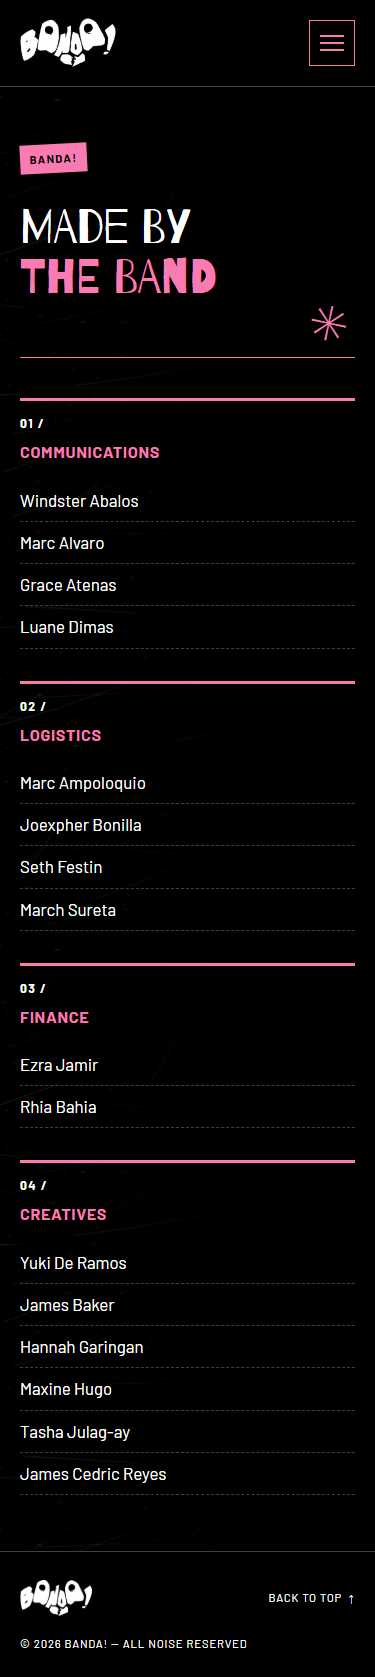 BANDA!
BANDA!
MADE BY
THE BAND
01 /
COMMUNICATIONS
Windster Abalos
Marc Alvaro
Grace Atenas
Luane Dimas
02 /
LOGISTICS
Marc Ampoloquio
Joexpher Bonilla
Seth Festin
March Sureta
03 /
FINANCE
Ezra Jamir
Rhia Bahia
04 /
CREATIVES
Yuki De Ramos
James Baker
Hannah Garingan
Maxine Hugo
Tasha Julag-ay
James Cedric Reyes
BANDA!
BACK TO TOP ↑
© 2026 BANDA! — ALL NOISE RESERVED